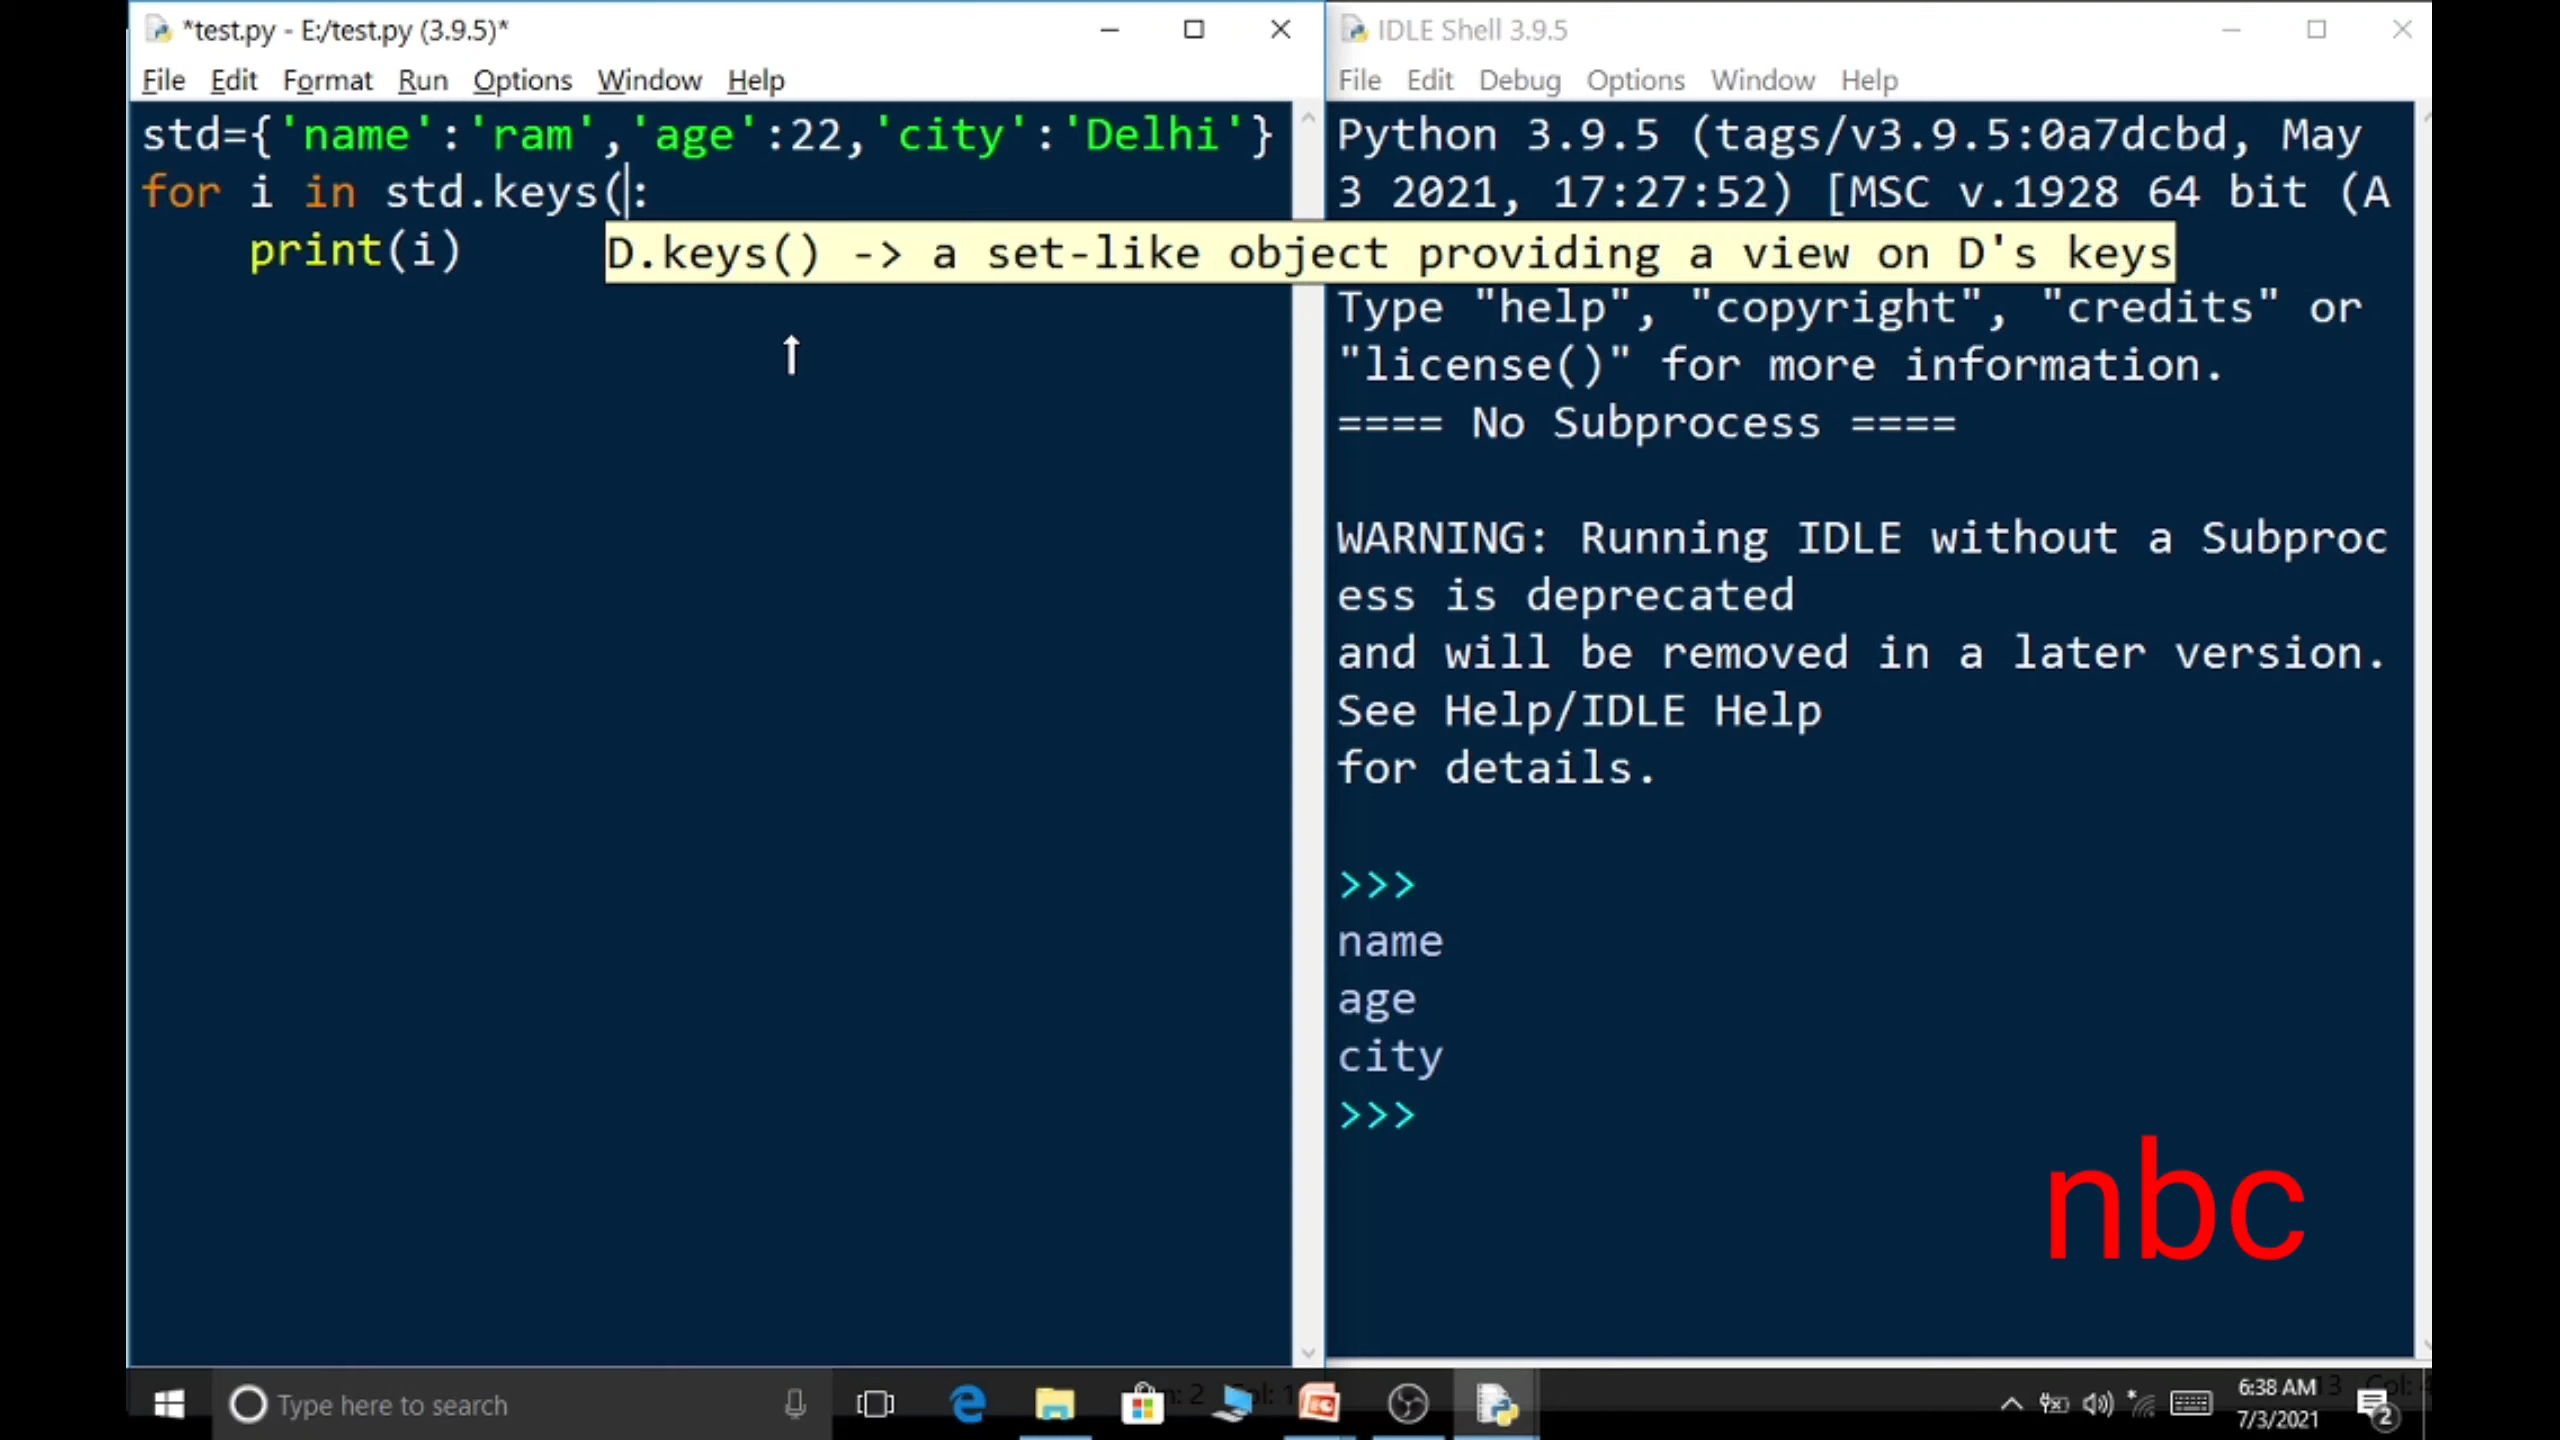 *test.py - E:/test.py (3.9.5)*
File Edit Format Run Options Window Help
std={'name':'ram','age':22,'city':'Delhi'}
for i in std.keys(:
print(i)
D.keys() -> a set-like object providing a view on D's keys
IDLE Shell 3.9.5
File Edit Debug Options Window Help
Python 3.9.5 (tags/v3.9.5:0a7dcbd, May
3 2021, 17:27:52) [MSC v.1928 64 bit (A
Type "help", "copyright", "credits" or
"license()" for more information.
==== No Subprocess ====
WARNING: Running IDLE without a Subproc
ess is deprecated
and will be removed in a later version.
See Help/IDLE Help
for details.
>>>
name
age
city
>>>
nbc
Type here to search
6:38 AM
7/3/2021
2